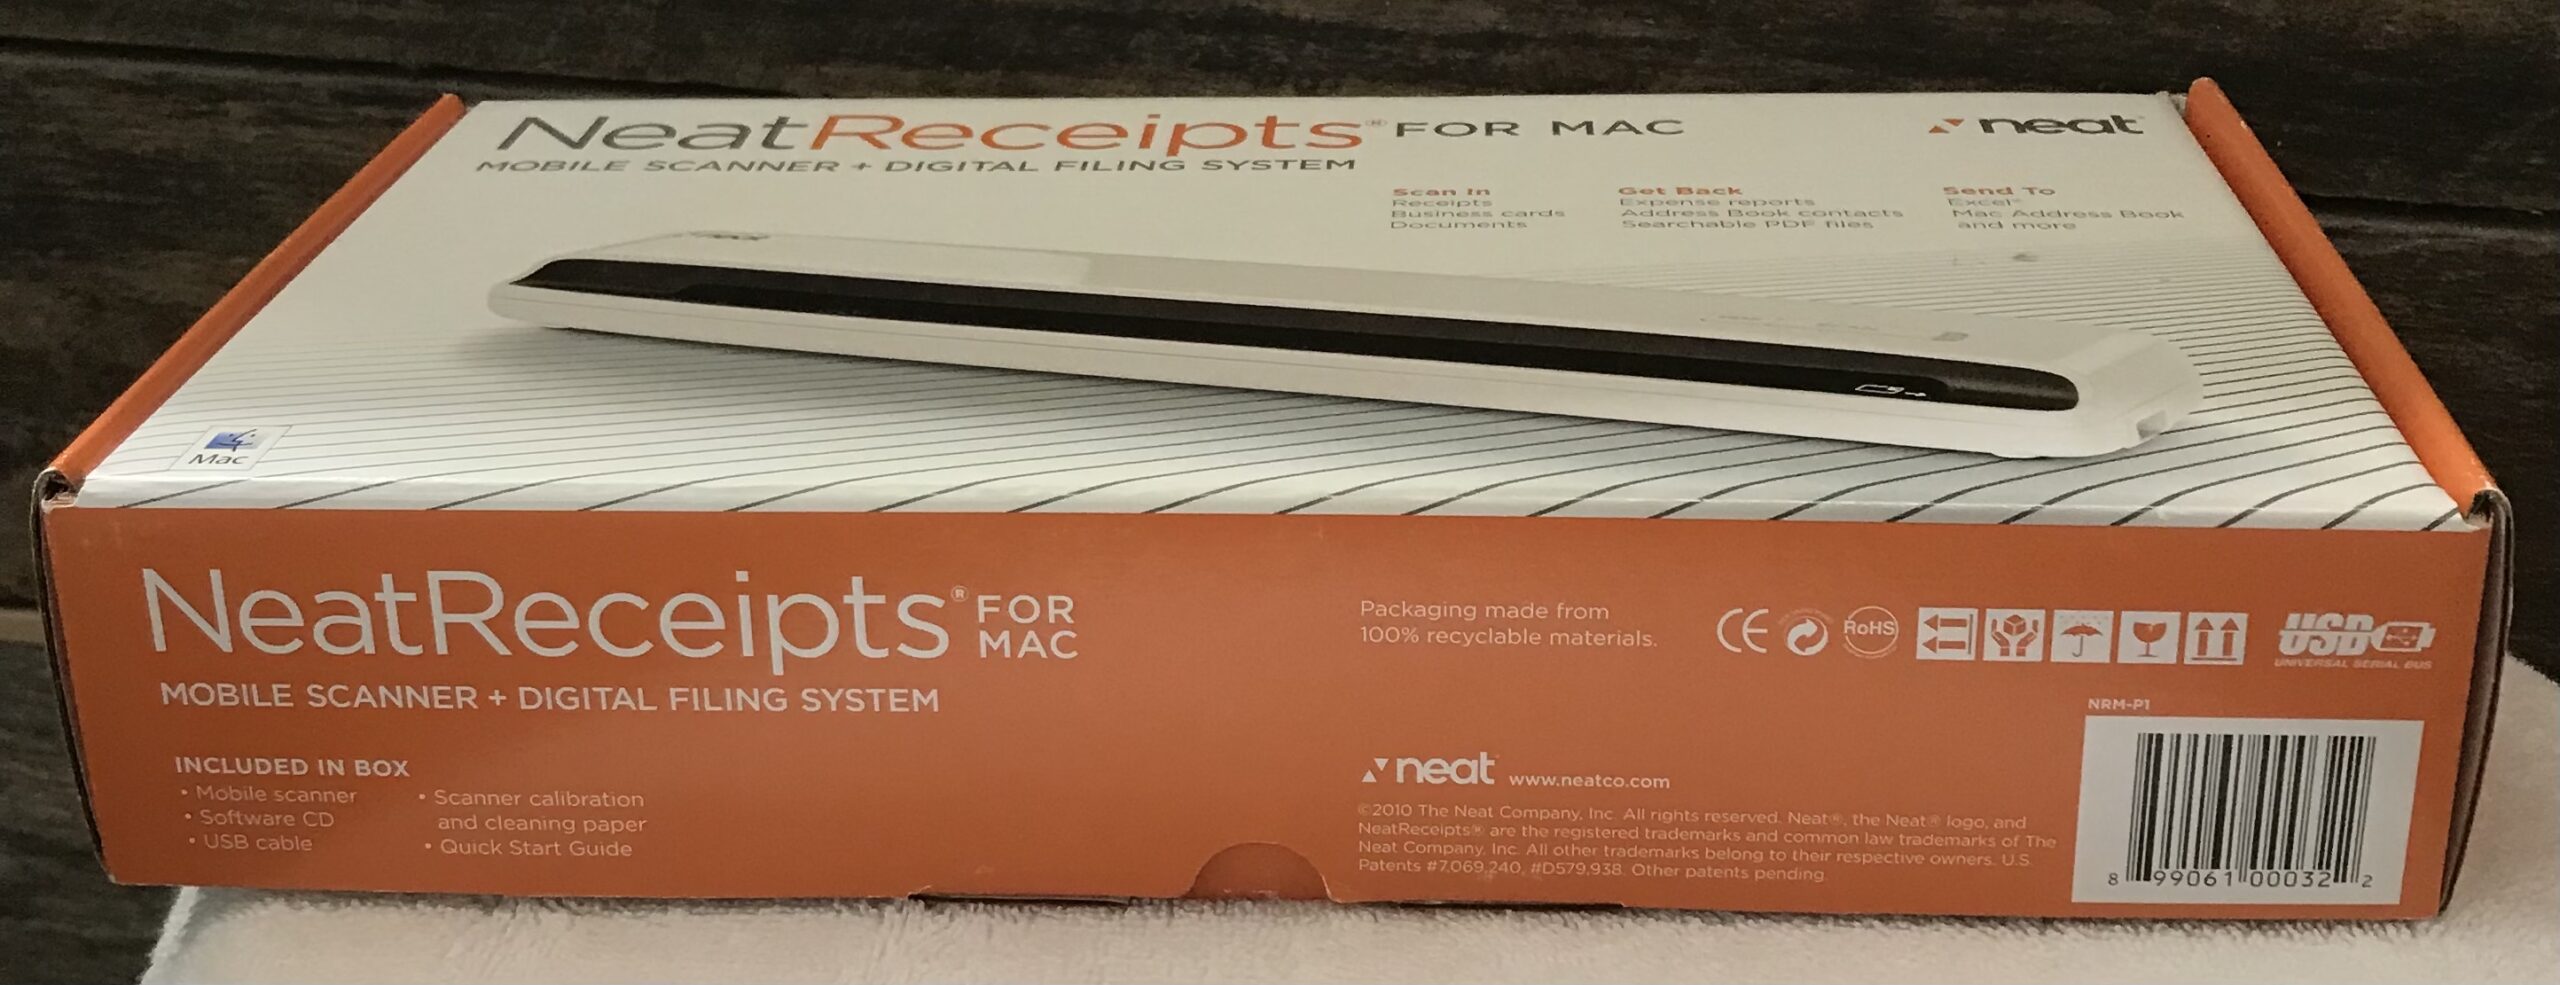 NeatReceipts® FOR MAC
MOBILE SCANNER + DIGITAL FILING SYSTEM
neat
Scan In
Receipts
Business cards
Documents
Get Back
Expense reports
Address Book contacts
Searchable PDF files
Send To
Excel®
Mac Address Book
and more
Mac
NeatReceipts® FOR
MAC
MOBILE SCANNER + DIGITAL FILING SYSTEM
INCLUDED IN BOX
• Mobile scanner
• Software CD
• USB cable
• Scanner calibration
and cleaning paper
• Quick Start Guide
Packaging made from
100% recyclable materials.
CE
RoHS
USB
UNIVERSAL SERIAL BUS
neat www.neatco.com
©2010 The Neat Company, Inc. All rights reserved. Neat®, the Neat® logo, and
NeatReceipts® are the registered trademarks and common law trademarks of The
Neat Company, Inc. All other trademarks belong to their respective owners. U.S.
Patents #7,069,240, #D579,938. Other patents pending.
NRM-P1
8 99061 00032 2